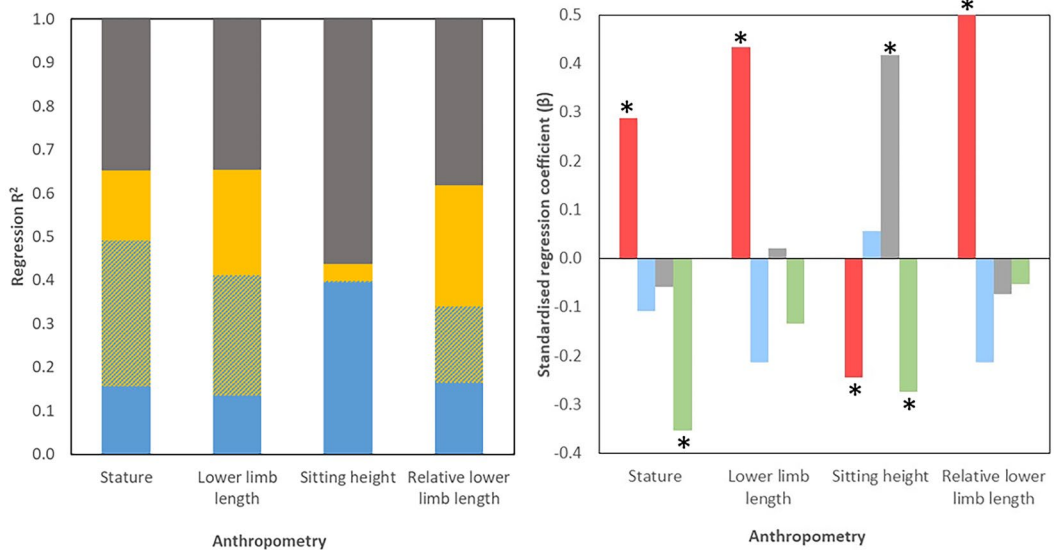 1.0
0.9
0.8
0.7
0.6
0.5
0.4
0.3
0.2
0.1
0.0
Regression R²
Stature
Lower limb
length
Sitting height
Relative lower
limb length
Anthropometry
0.5
0.4
0.3
0.2
0.1
0.0
-0.1
-0.2
-0.3
-0.4
Standardised regression coefficient (β)
*
*
*
*
*
*
*
Stature
Lower limb
length
Sitting height
Relative lower
limb length
Anthropometry